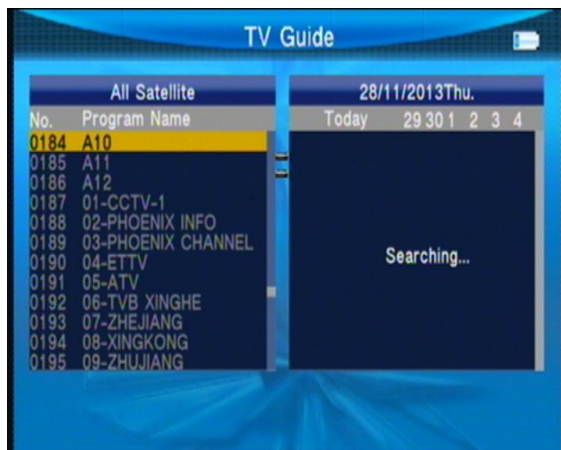 TV Guide
All Satellite
No. Program Name
0184 A10
0185 A11
0186 A12
0187 01-CCTV-1
0188 02-PHOENIX INFO
0189 03-PHOENIX CHANNEL
0190 04-ETTV
0191 05-ATV
0192 06-TVB XINGHE
0193 07-ZHEJIANG
0194 08-XINGKONG
0195 09-ZHUJIANG
28/11/2013Thu.
Today 29 30 1 2 3 4
Searching...